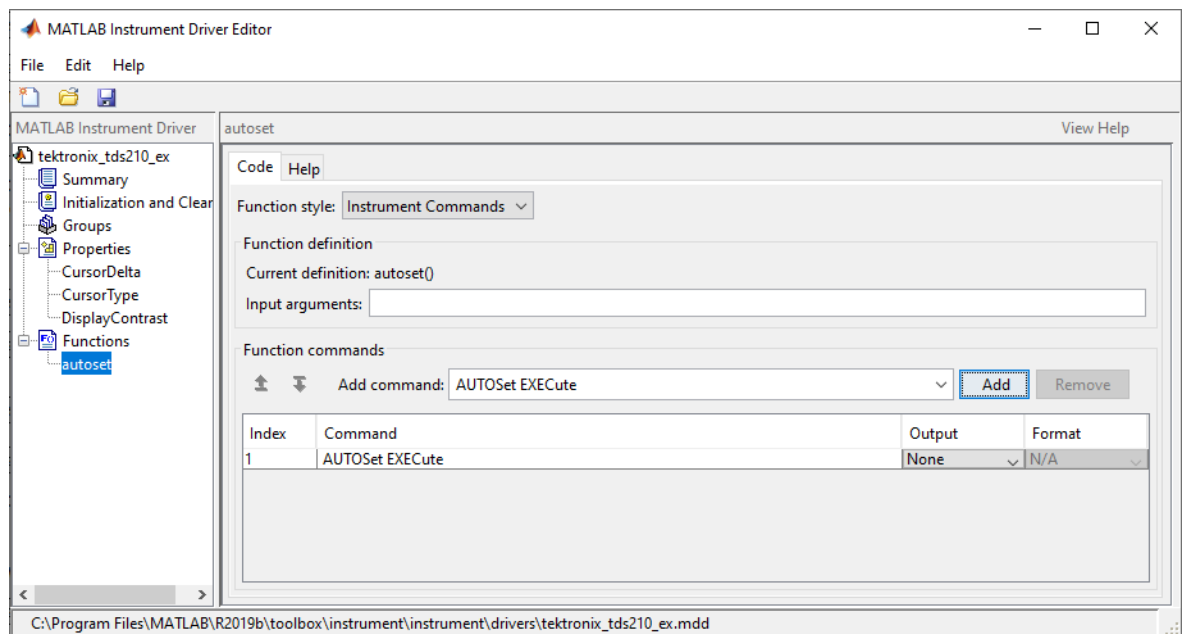 MATLAB Instrument Driver Editor
File Edit Help
MATLAB Instrument Driver
autoset View Help
tektronix_tds210_ex
Summary
Initialization and Clear
Groups
Properties
CursorDelta
CursorType
DisplayContrast
Functions
autoset
Code Help
Function style: Instrument Commands
Function definition
Current definition: autoset()
Input arguments:
Function commands
Add command: AUTOSet EXECute Add Remove
Index Command Output Format
1 AUTOSet EXECute None N/A
C:\Program Files\MATLAB\R2019b\toolbox\instrument\instrument\drivers\tektronix_tds210_ex.mdd